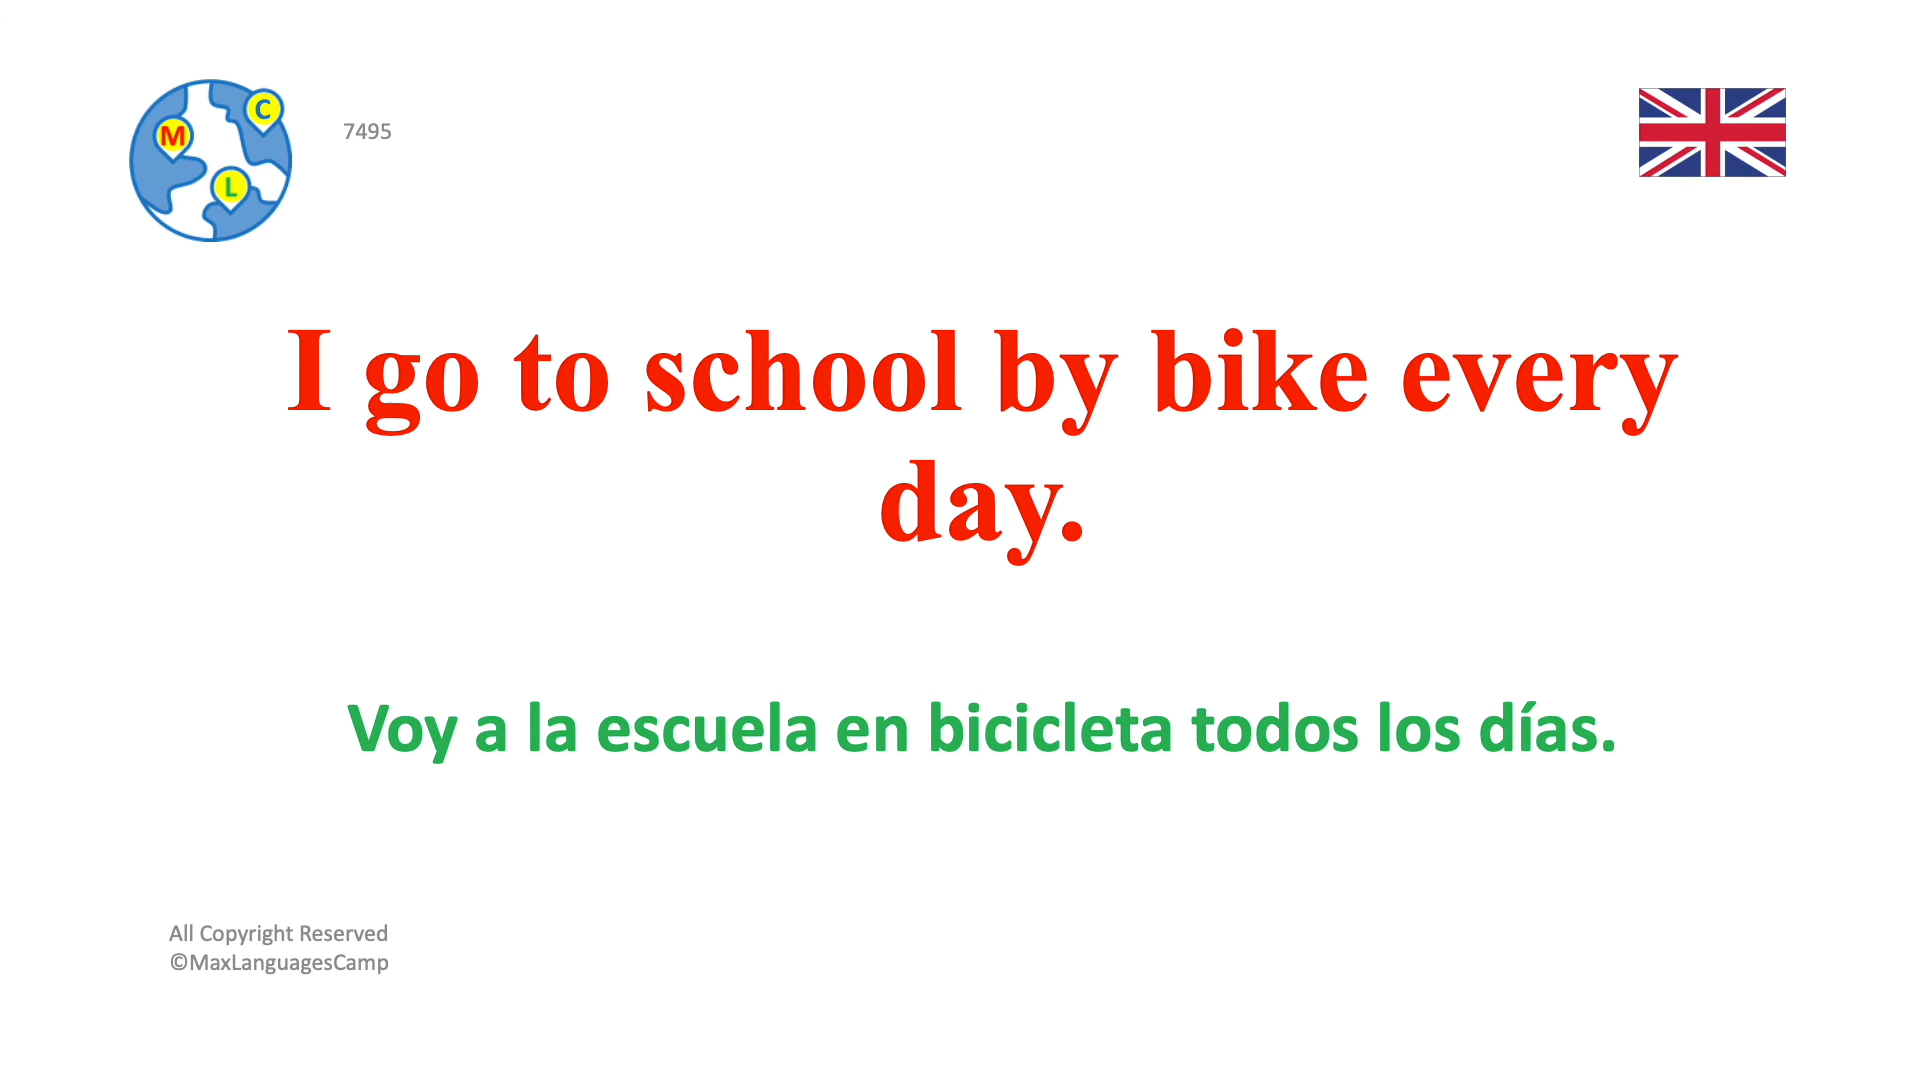 M
C
L
7495
I go to school by bike every
day.
Voy a la escuela en bicicleta todos los días.
All Copyright Reserved
©MaxLanguagesCamp